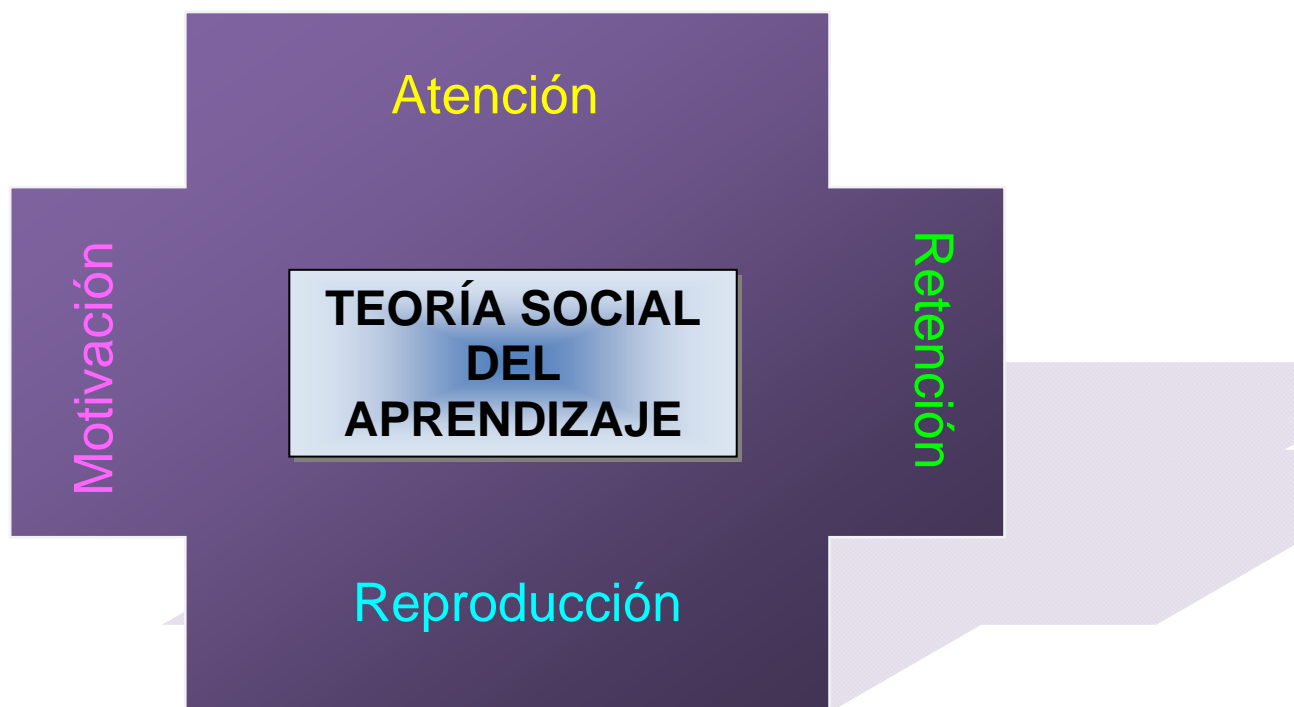 Atención
Motivación
TEORÍA SOCIAL
DEL
APRENDIZAJE
Retención
Reproducción